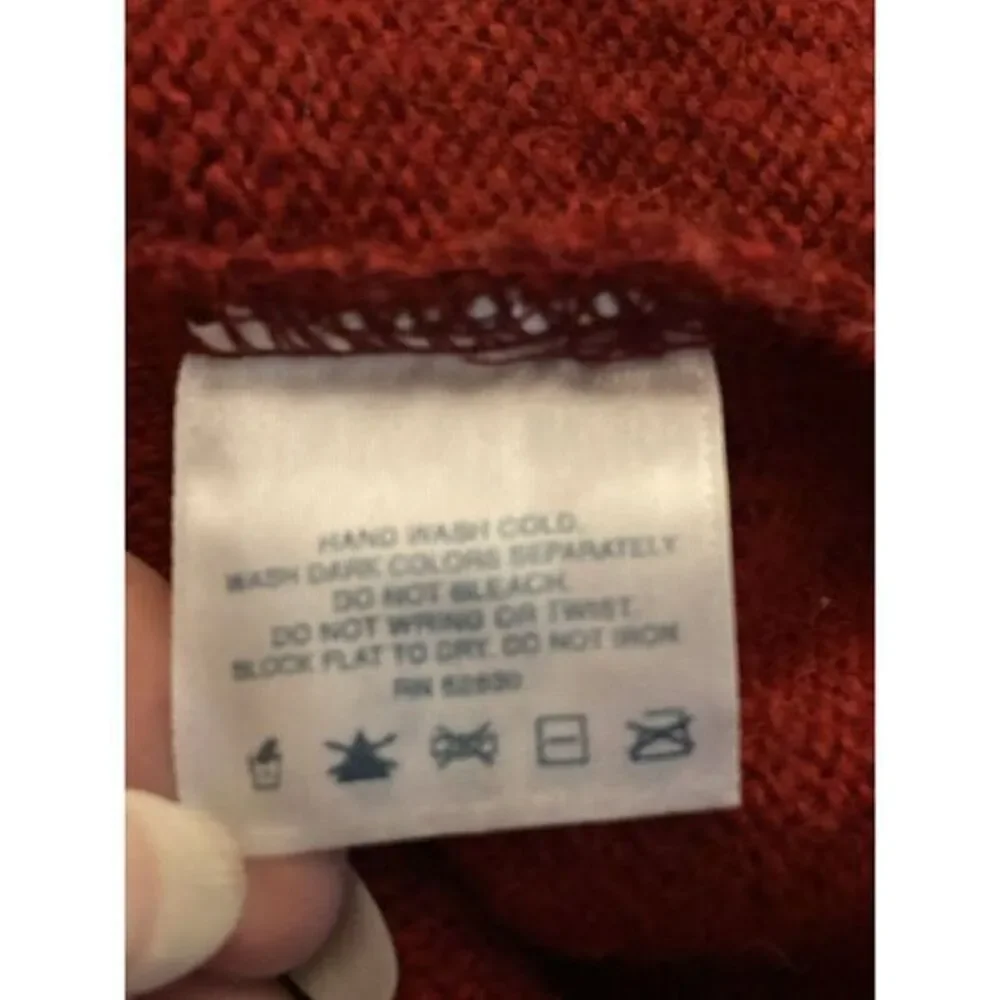 HAND WASH COLD.
WASH DARK COLORS SEPARATELY
DO NOT BLEACH.
DO NOT WRING OR TWIST.
BLOCK FLAT TO DRY. DO NOT IRON
RN